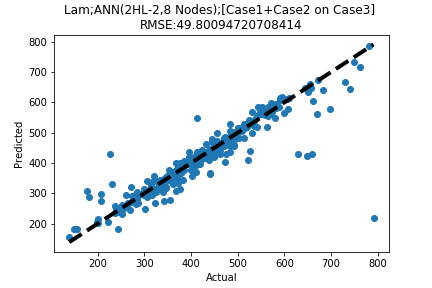 Lam;ANN(2HL-2,8 Nodes);[Case1+Case2 on Case3]
RMSE:49.80094720708414
800
700
600
500
400
300
200
Predicted
200 300 400 500 600 700 800
Actual